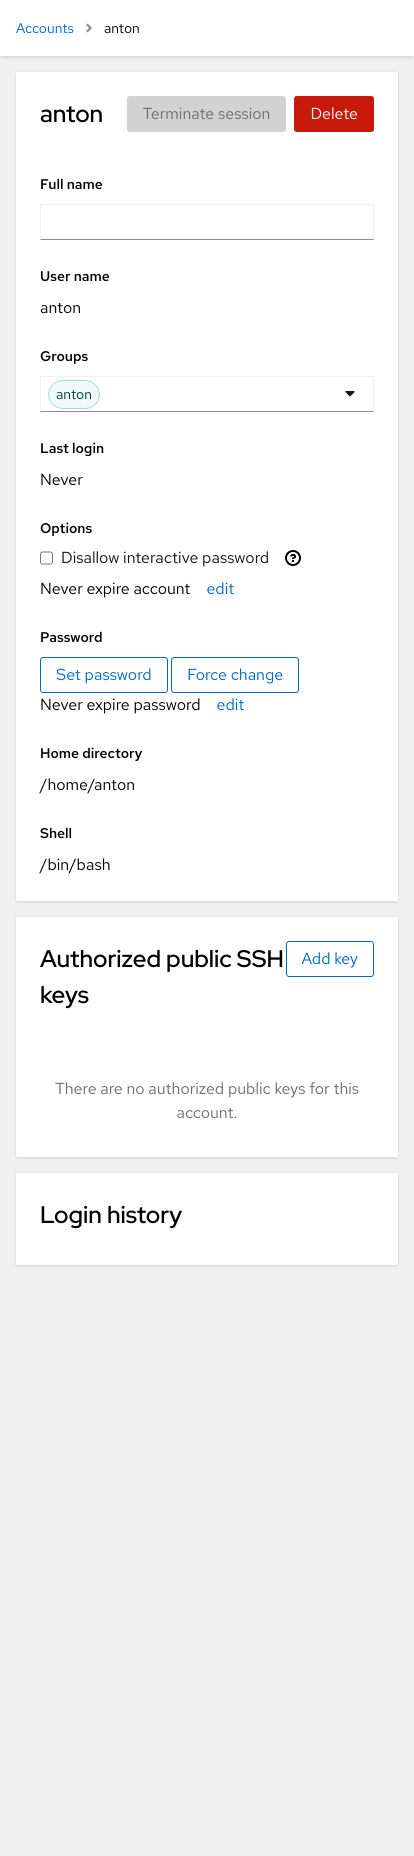 Accounts > anton
anton
Terminate session
Delete
Full name
User name
anton
Groups
anton
Last login
Never
Options
Disallow interactive password
Never expire account edit
Password
Set password Force change
Never expire password edit
Home directory
/home/anton
Shell
/bin/bash
Authorized public SSH
keys
Add key
There are no authorized public keys for this
account.
Login history